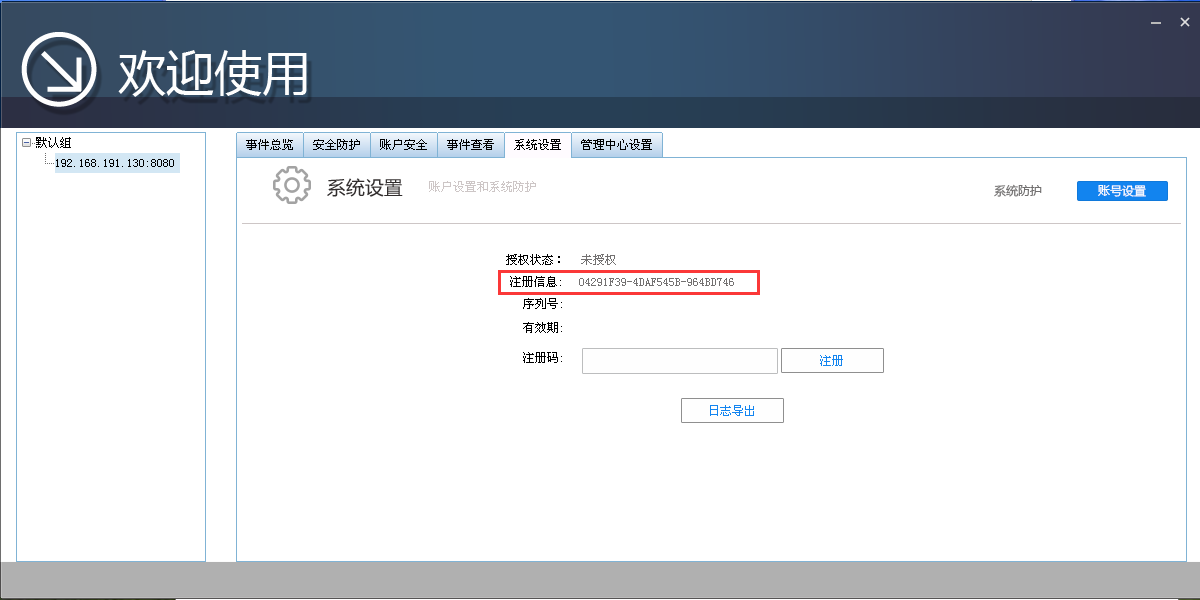 欢迎使用
默认组
192.168.191.130:8080
事件总览 安全防护 账户安全 事件查看 系统设置 管理中心设置
系统设置 账户设置和系统防护 系统防护 账号设置
授权状态： 未授权
注册信息: 04291F39-4DAF545B-964BD746
序列号:
有效期:
注册码: 注册
日志导出